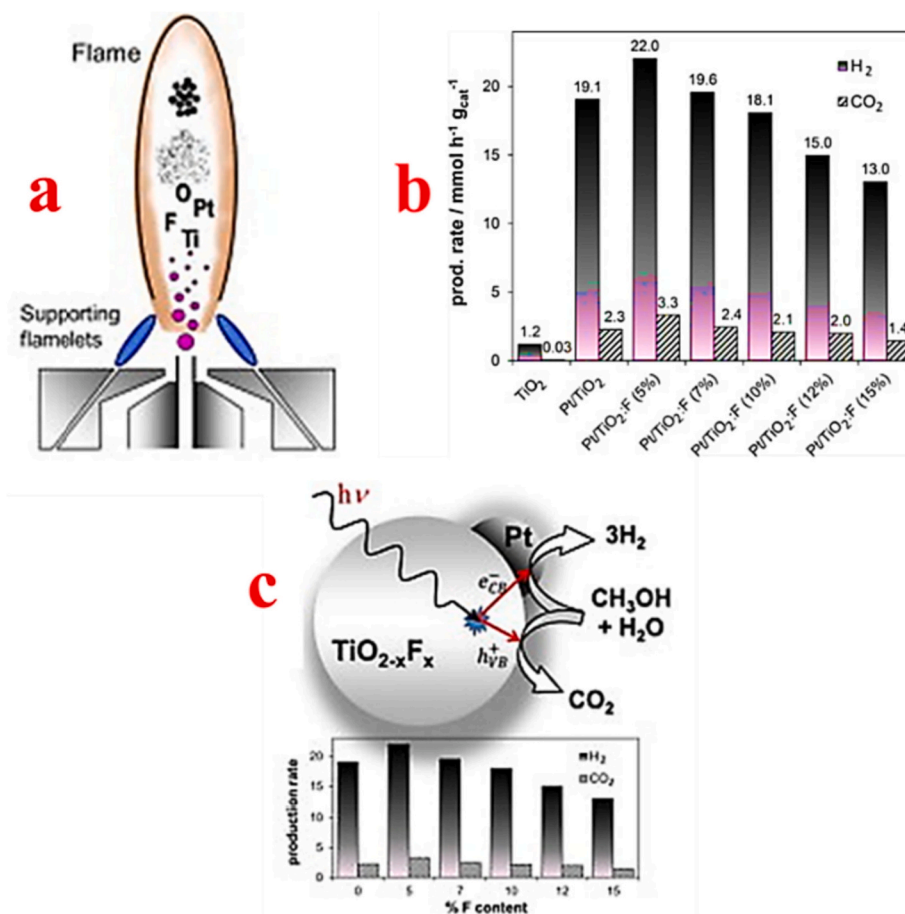 a
Flame
O
Pt
F
Ti
Supporting
flamelets
b
prod. rate / mmol h⁻¹ g꜀ₐₜ⁻¹
20
15
10
5
0
H₂
CO₂
1.2
0.03
19.1
2.3
22.0
3.3
19.6
2.4
18.1
2.1
15.0
2.0
13.0
1.4
TiO₂
Pt/TiO₂
Pt/TiO₂:F (5%)
Pt/TiO₂:F (7%)
Pt/TiO₂:F (10%)
Pt/TiO₂:F (12%)
Pt/TiO₂:F (15%)
c
hν
Pt
3H₂
e⁻CB
CH₃OH
+ H₂O
TiO₂₋ₓFₓ
h⁺VB
CO₂
production rate
20
15
10
5
0
H₂
CO₂
0 5 7 10 12 15
% F content